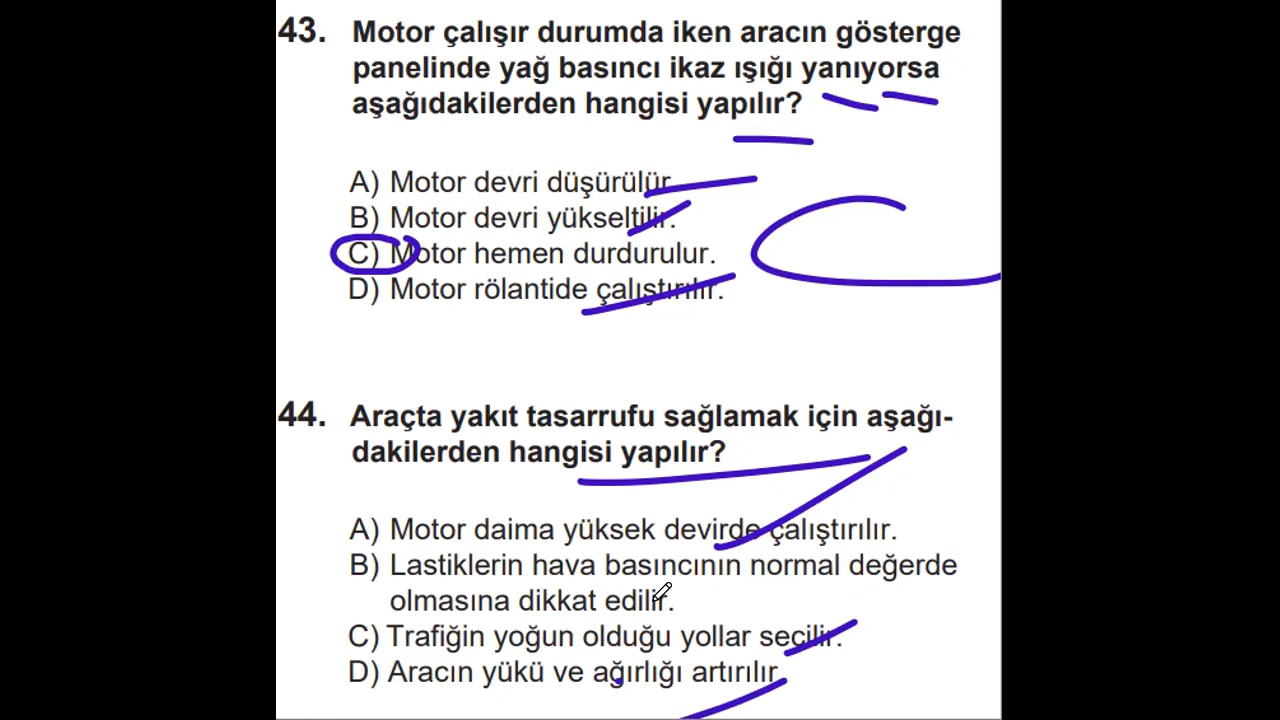 43. Motor çalışır durumda iken aracın gösterge
panelinde yağ basıncı ikaz ışığı yanıyorsa
aşağıdakilerden hangisi yapılır?
A) Motor devri düşürülür.
B) Motor devri yükseltilir.
C) Motor hemen durdurulur.
D) Motor rölantide çalıştırılır.
44. Araçta yakıt tasarrufu sağlamak için aşağı-
dakilerden hangisi yapılır?
A) Motor daima yüksek devirde çalıştırılır.
B) Lastiklerin hava basıncının normal değerde
olmasına dikkat edilir.
C) Trafiğin yoğun olduğu yollar seçilir.
D) Aracın yükü ve ağırlığı artırılır.